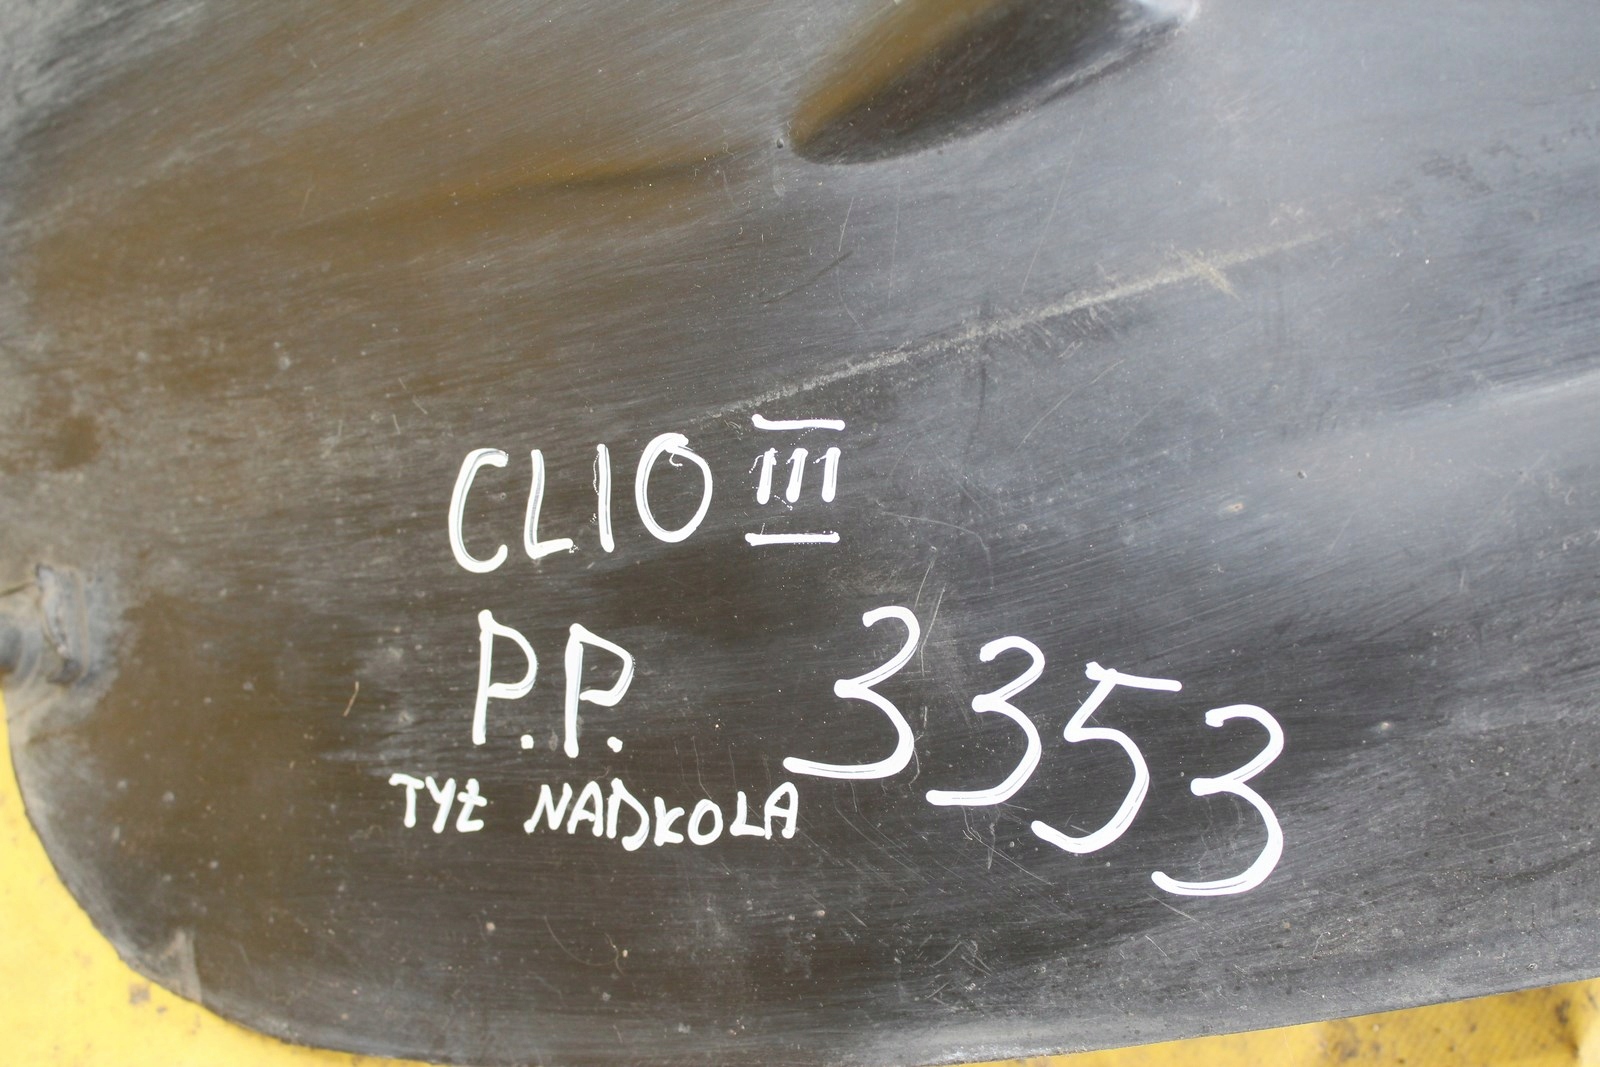 CLIO III
P.P. 3353
TYŁ NADKOLA